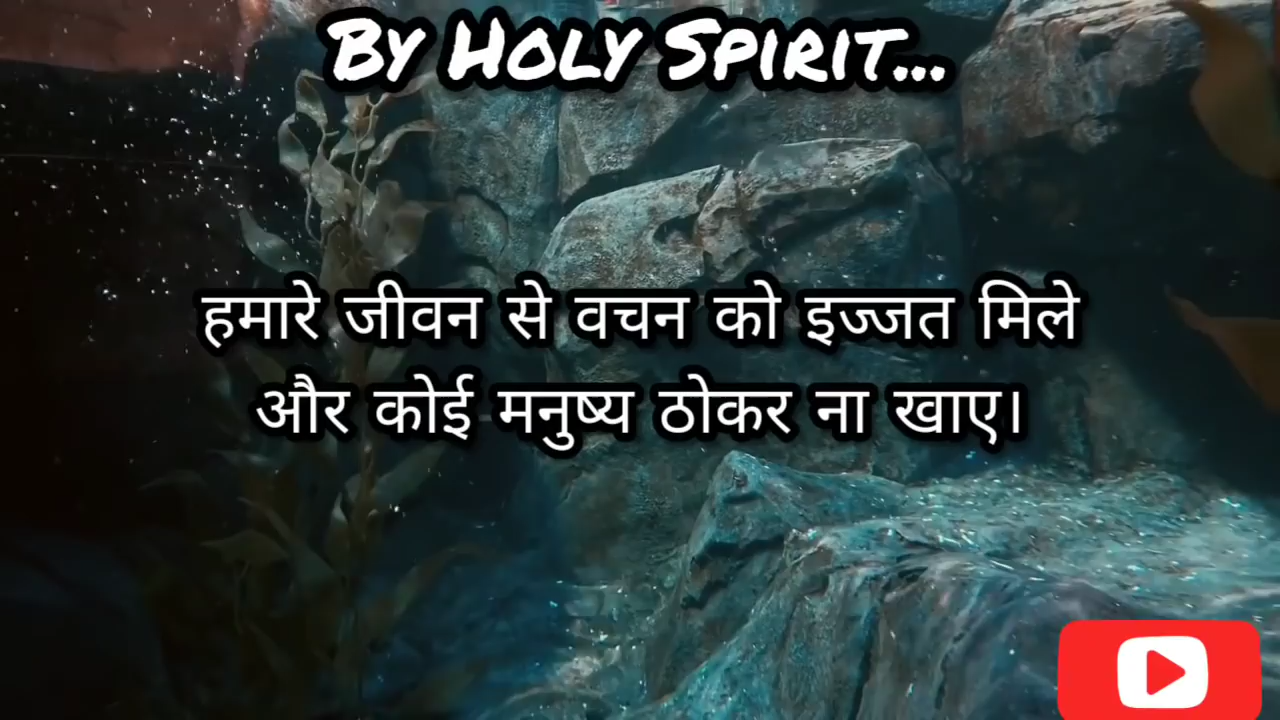 By Holy Spirit...
हमारे जीवन से वचन को इज्जत मिले
और कोई मनुष्य ठोकर ना खाए।